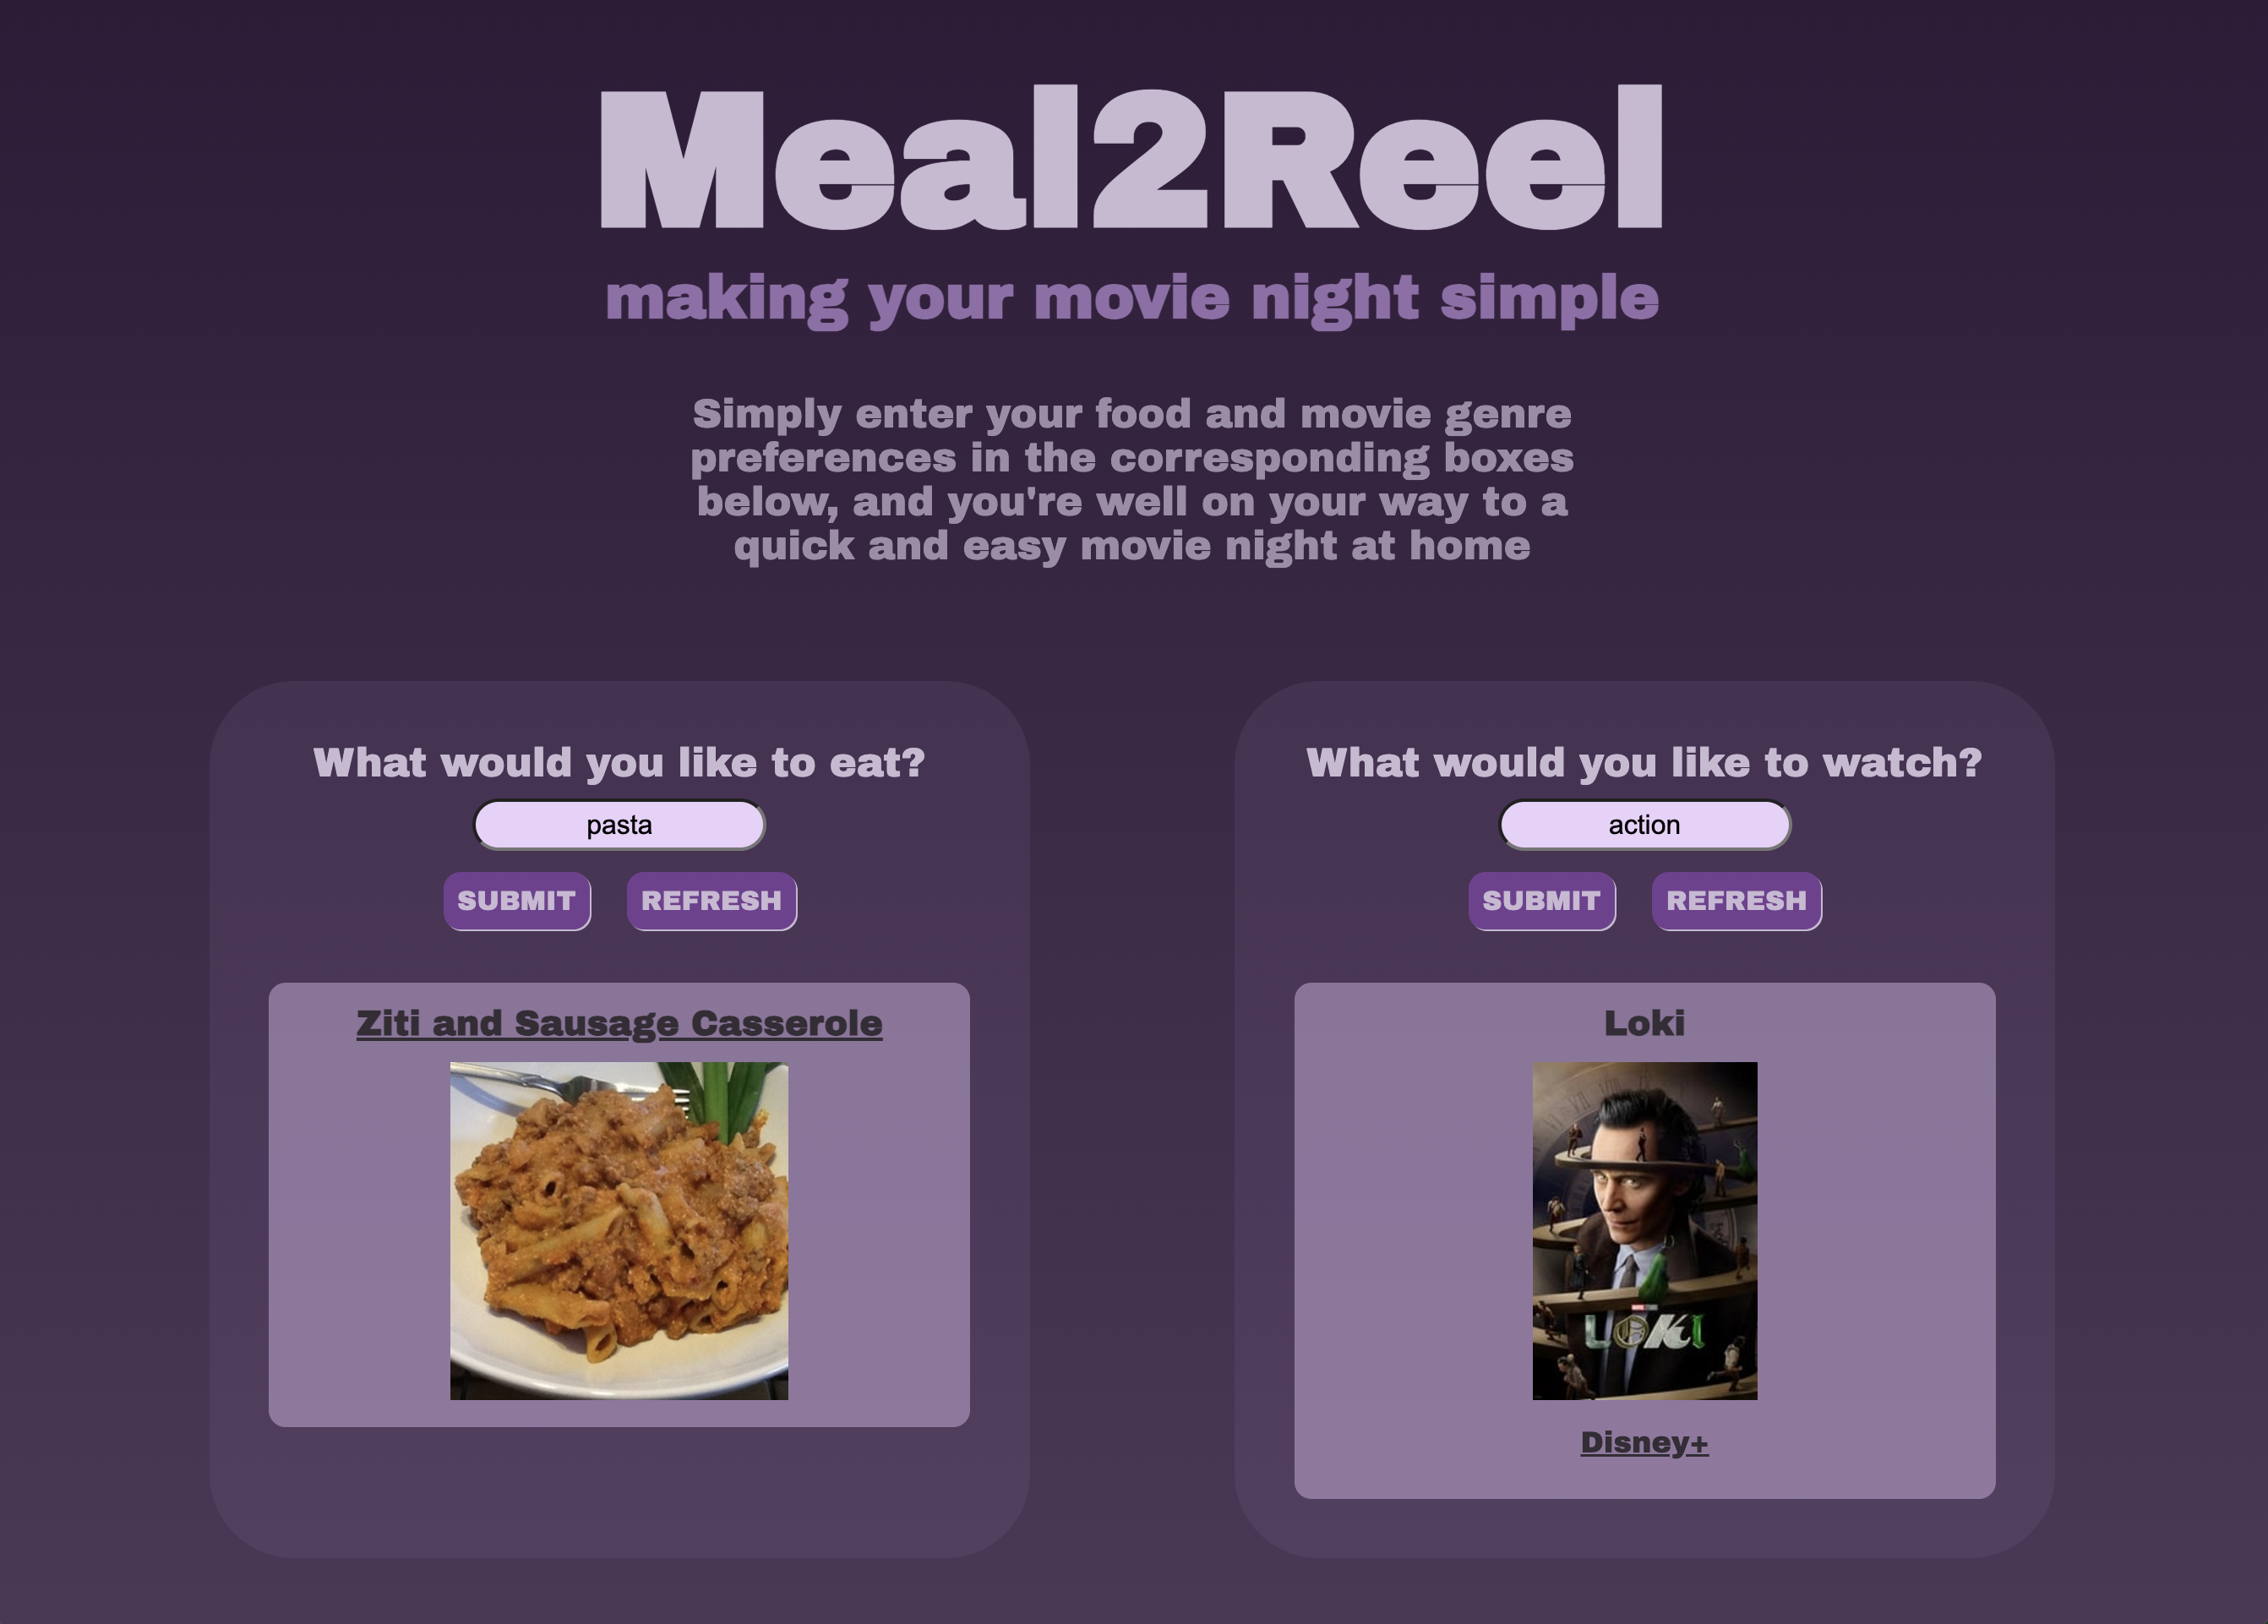 Meal2Reel
making your movie night simple
Simply enter your food and movie genre
preferences in the corresponding boxes
below, and you're well on your way to a
quick and easy movie night at home
What would you like to eat?
pasta
SUBMIT REFRESH
Ziti and Sausage Casserole
What would you like to watch?
action
SUBMIT REFRESH
Loki
LOKI
Disney+